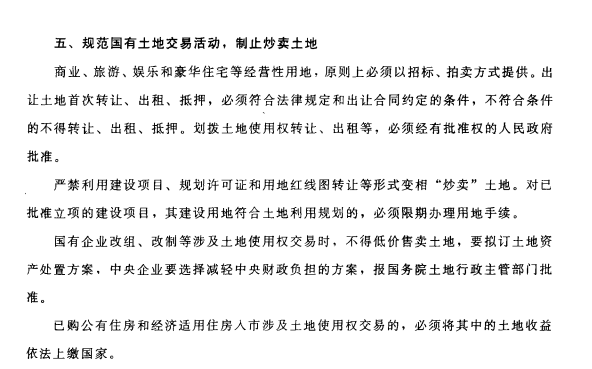 五、规范国有土地交易活动，制止炒卖土地
商业、旅游、娱乐和豪华住宅等经营性用地，原则上必须以招标、拍卖方式提供。出
让土地首次转让、出租、抵押，必须符合法律规定和出让合同约定的条件，不符合条件
的不得转让、出租、抵押。划拨土地使用权转让、出租等，必须经有批准权的人民政府
批准。
严禁利用建设项目、规划许可证和用地红线图转让等形式变相“炒卖”土地。对已
批准立项的建设项目，其建设用地符合土地利用规划的，必须限期办理用地手续。
国有企业改组、改制等涉及土地使用权交易时，不得低价售卖土地，要拟订土地资
产处置方案，中央企业要选择减轻中央财政负担的方案，报国务院土地行政主管部门批
准。
已购公有住房和经济适用住房入市涉及土地使用权交易的，必须将其中的土地收益
依法上缴国家。